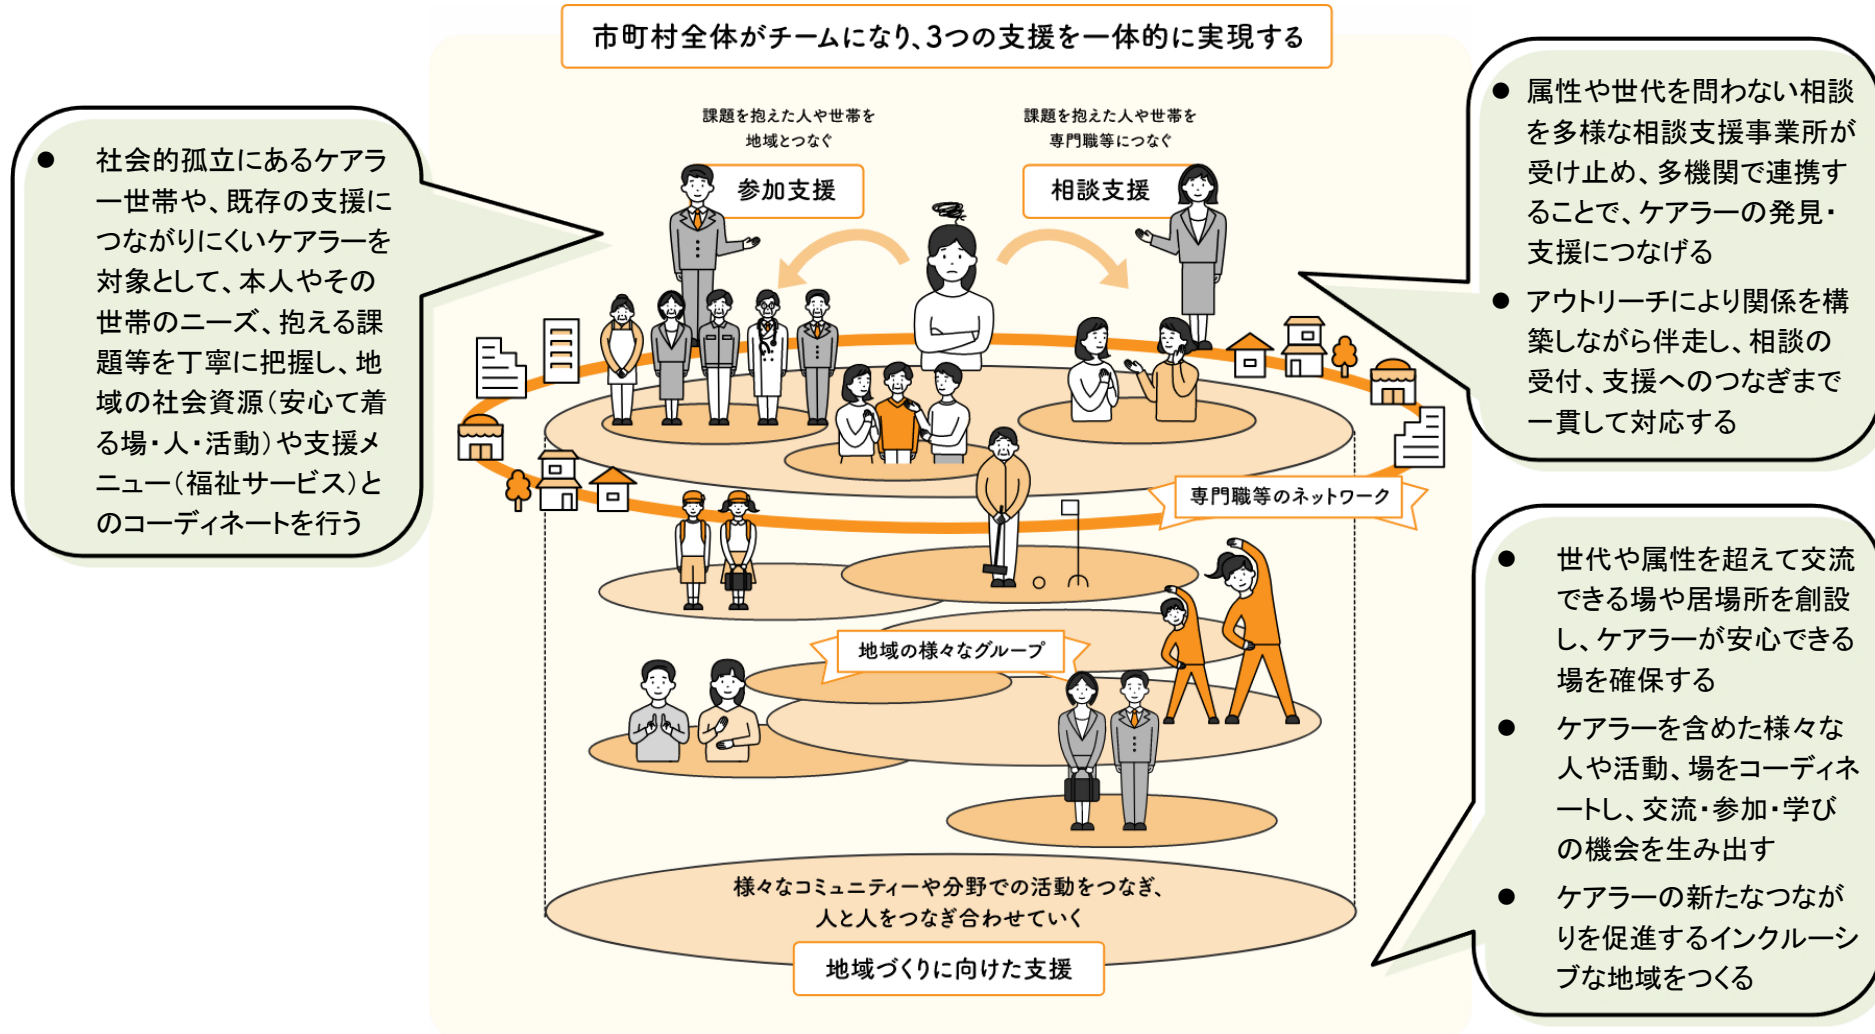 市町村全体がチームになり、3つの支援を一体的に実現する
● 社会的孤立にあるケアラ
ー世帯や、既存の支援に
つながりにくいケアラーを
対象として、本人やその
世帯のニーズ、抱える課
題等を丁寧に把握し、地
域の社会資源(安心て着
る場・人・活動)や支援メ
ニュー(福祉サービス)と
のコーディネートを行う
課題を抱えた人や世帯を
地域とつなぐ
参加支援
課題を抱えた人や世帯を
専門職等につなぐ
相談支援
● 属性や世代を問わない相談
を多様な相談支援事業所が
受け止め、多機関で連携す
ることで、ケアラーの発見・
支援につなげる
● アウトリーチにより関係を構
築しながら伴走し、相談の
受付、支援へのつなぎまで
一貫して対応する
専門職等のネットワーク
地域の様々なグループ
● 世代や属性を超えて交流
できる場や居場所を創設
し、ケアラーが安心できる
場を確保する
● ケアラーを含めた様々な
人や活動、場をコーディネ
ートし、交流・参加・学び
の機会を生み出す
● ケアラーの新たなつなが
りを促進するインクルーシ
ブな地域をつくる
様々なコミュニティーや分野での活動をつなぎ、
人と人をつなぎ合わせていく
地域づくりに向けた支援